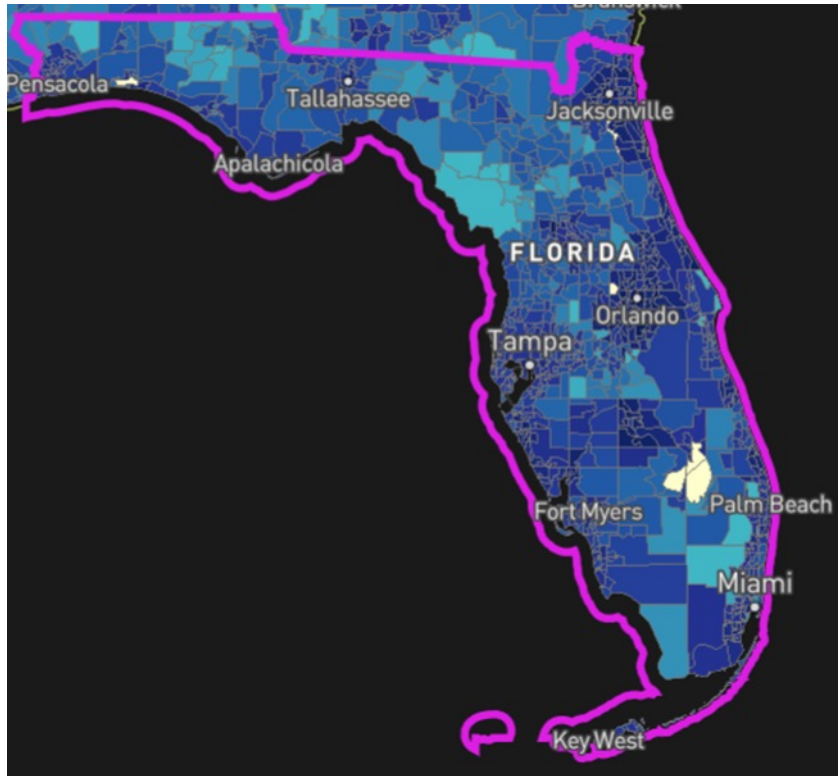 Pensacola
Tallahassee
Jacksonville
Apalachicola
FLORIDA
Orlando
Tampa
Fort Myers
Palm Beach
Miami
Key West